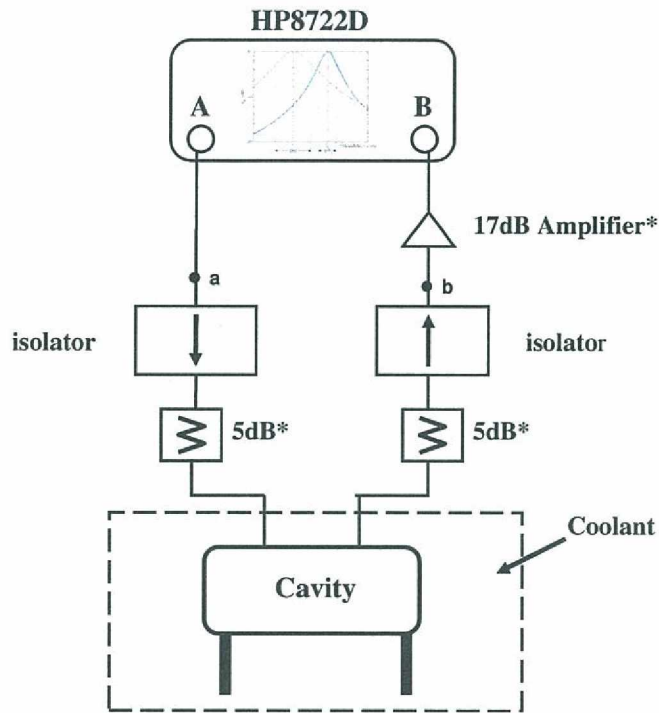 HP8722D
A
B
17dB Amplifier*
a
b
isolator
isolator
5dB*
5dB*
Coolant
Cavity